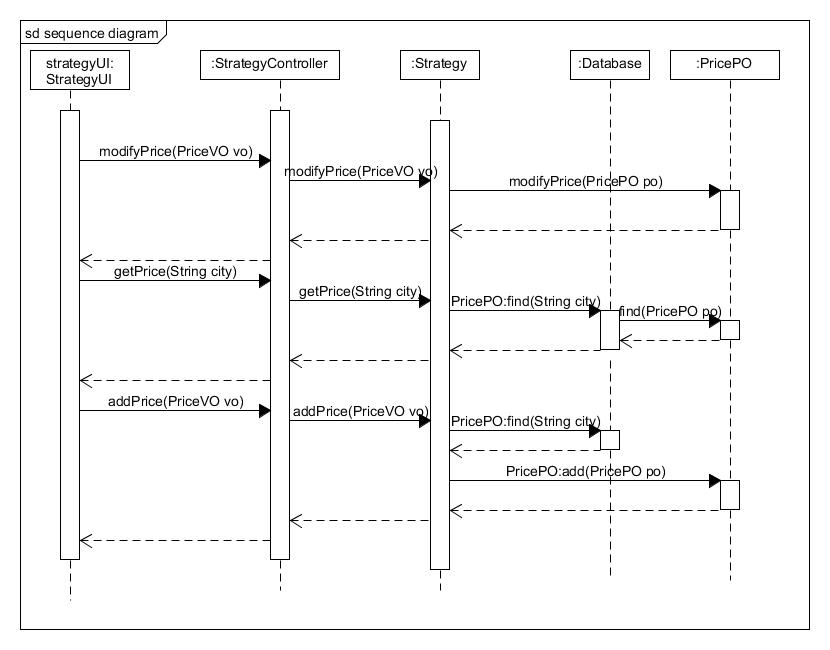 sd sequence diagram
strategyUI:
StrategyUI
:StrategyController
:Strategy
:Database
:PricePO
modifyPrice(PriceVO vo)
modifyPrice(PriceVO vo)
modifyPrice(PricePO po)
getPrice(String city)
getPrice(String city)
PricePO:find(String city)
find(PricePO po)
addPrice(PriceVO vo)
addPrice(PriceVO vo)
PricePO:find(String city)
PricePO:add(PricePO po)